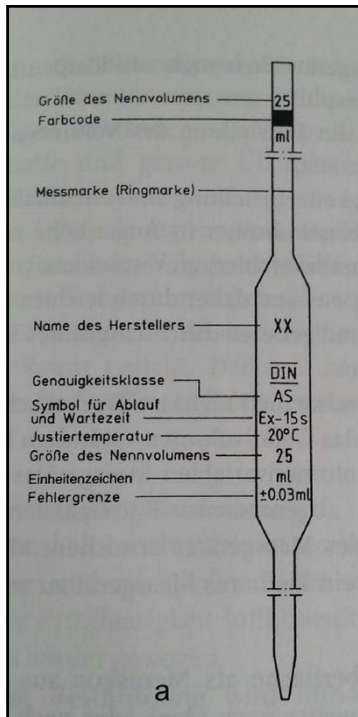 Größe des Nennvolumens
25
Farbcode
ml
Messmarke (Ringmarke)
Name des Herstellers
XX
DIN
Genauigkeitsklasse
AS
Symbol für Ablauf
und Wartezeit
Ex-15s
Justiertemperatur
20°C
Größe des Nennvolumens
25
Einheitenzeichen
ml
Fehlergrenze
±0.03ml
a